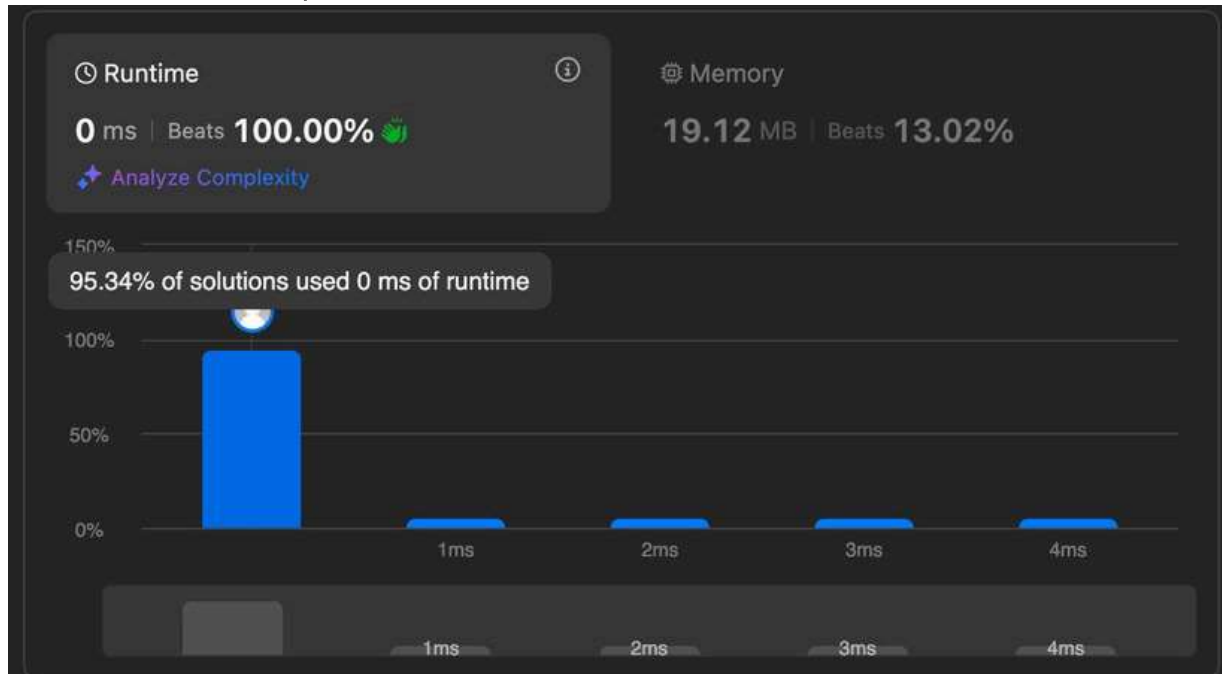 Runtime
0 ms | Beats 100.00%
Analyze Complexity
Memory
19.12 MB | Beats 13.02%
150%
95.34% of solutions used 0 ms of runtime
100%
50%
0%
1ms 2ms 3ms 4ms
1ms 2ms 3ms 4ms